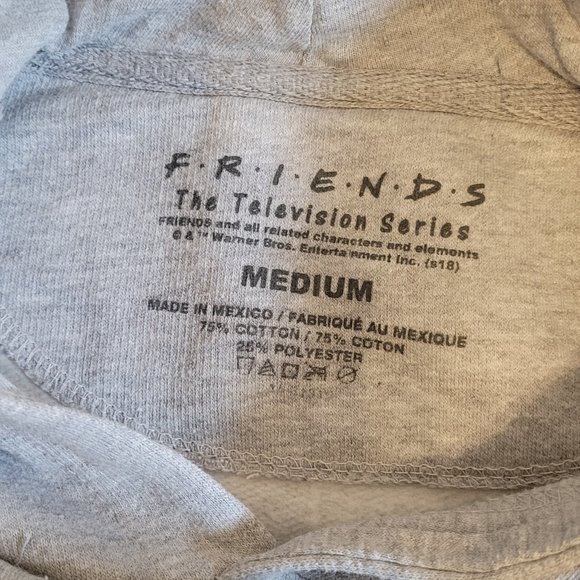 F·R·I·E·N·D·S
The Television Series
FRIENDS and all related characters and elements
© & ™ Warner Bros. Entertainment Inc. (s18)
MEDIUM
MADE IN MEXICO / FABRIQUÉ AU MEXIQUE
75% COTTON / 75% COTON
25% POLYESTER